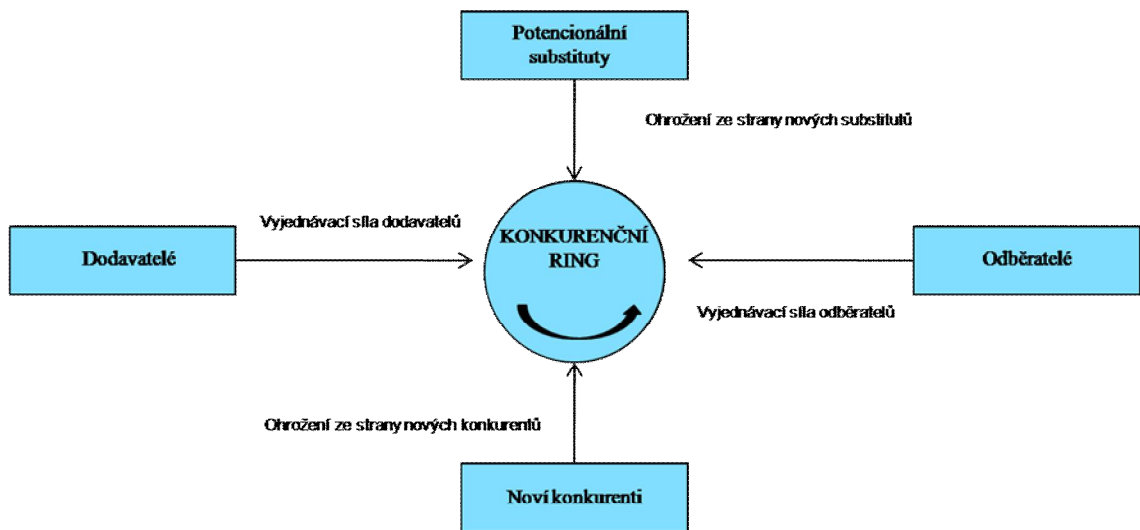 Potencionální
substituty
Ohrožení ze strany nových substitutů
Vyjednávací síla dodavatelů
Dodavatelé
KONKURENČNÍ
RING
Odběratelé
Vyjednávací síla odběratelů
Ohrožení ze strany nových konkurentů
Noví konkurenti